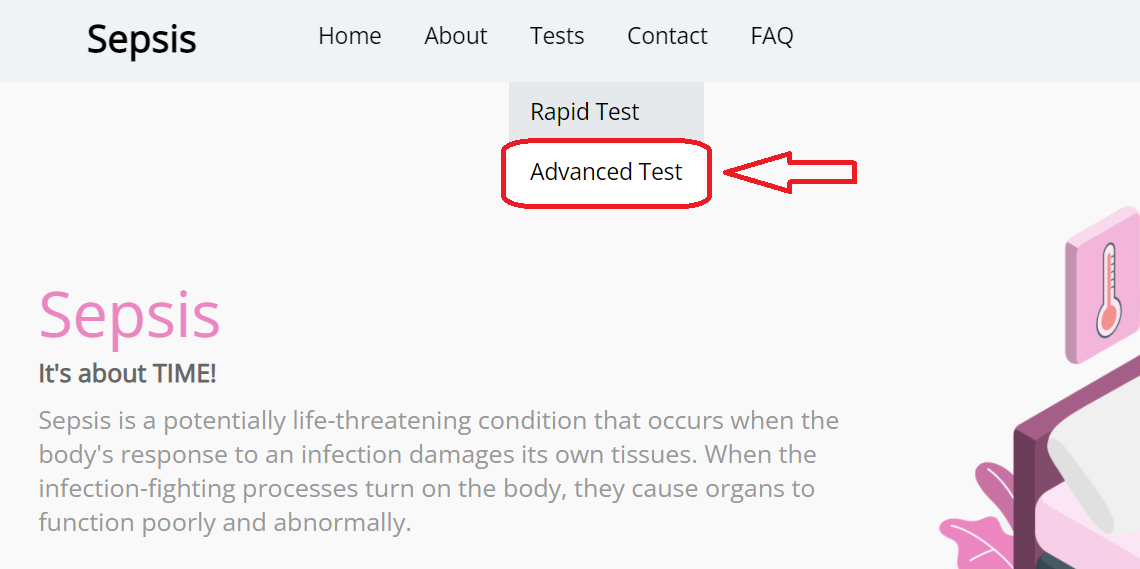 Sepsis Home About Tests Contact FAQ
Rapid Test
Advanced Test
Sepsis
It's about TIME!
Sepsis is a potentially life-threatening condition that occurs when the
body's response to an infection damages its own tissues. When the
infection-fighting processes turn on the body, they cause organs to
function poorly and abnormally.